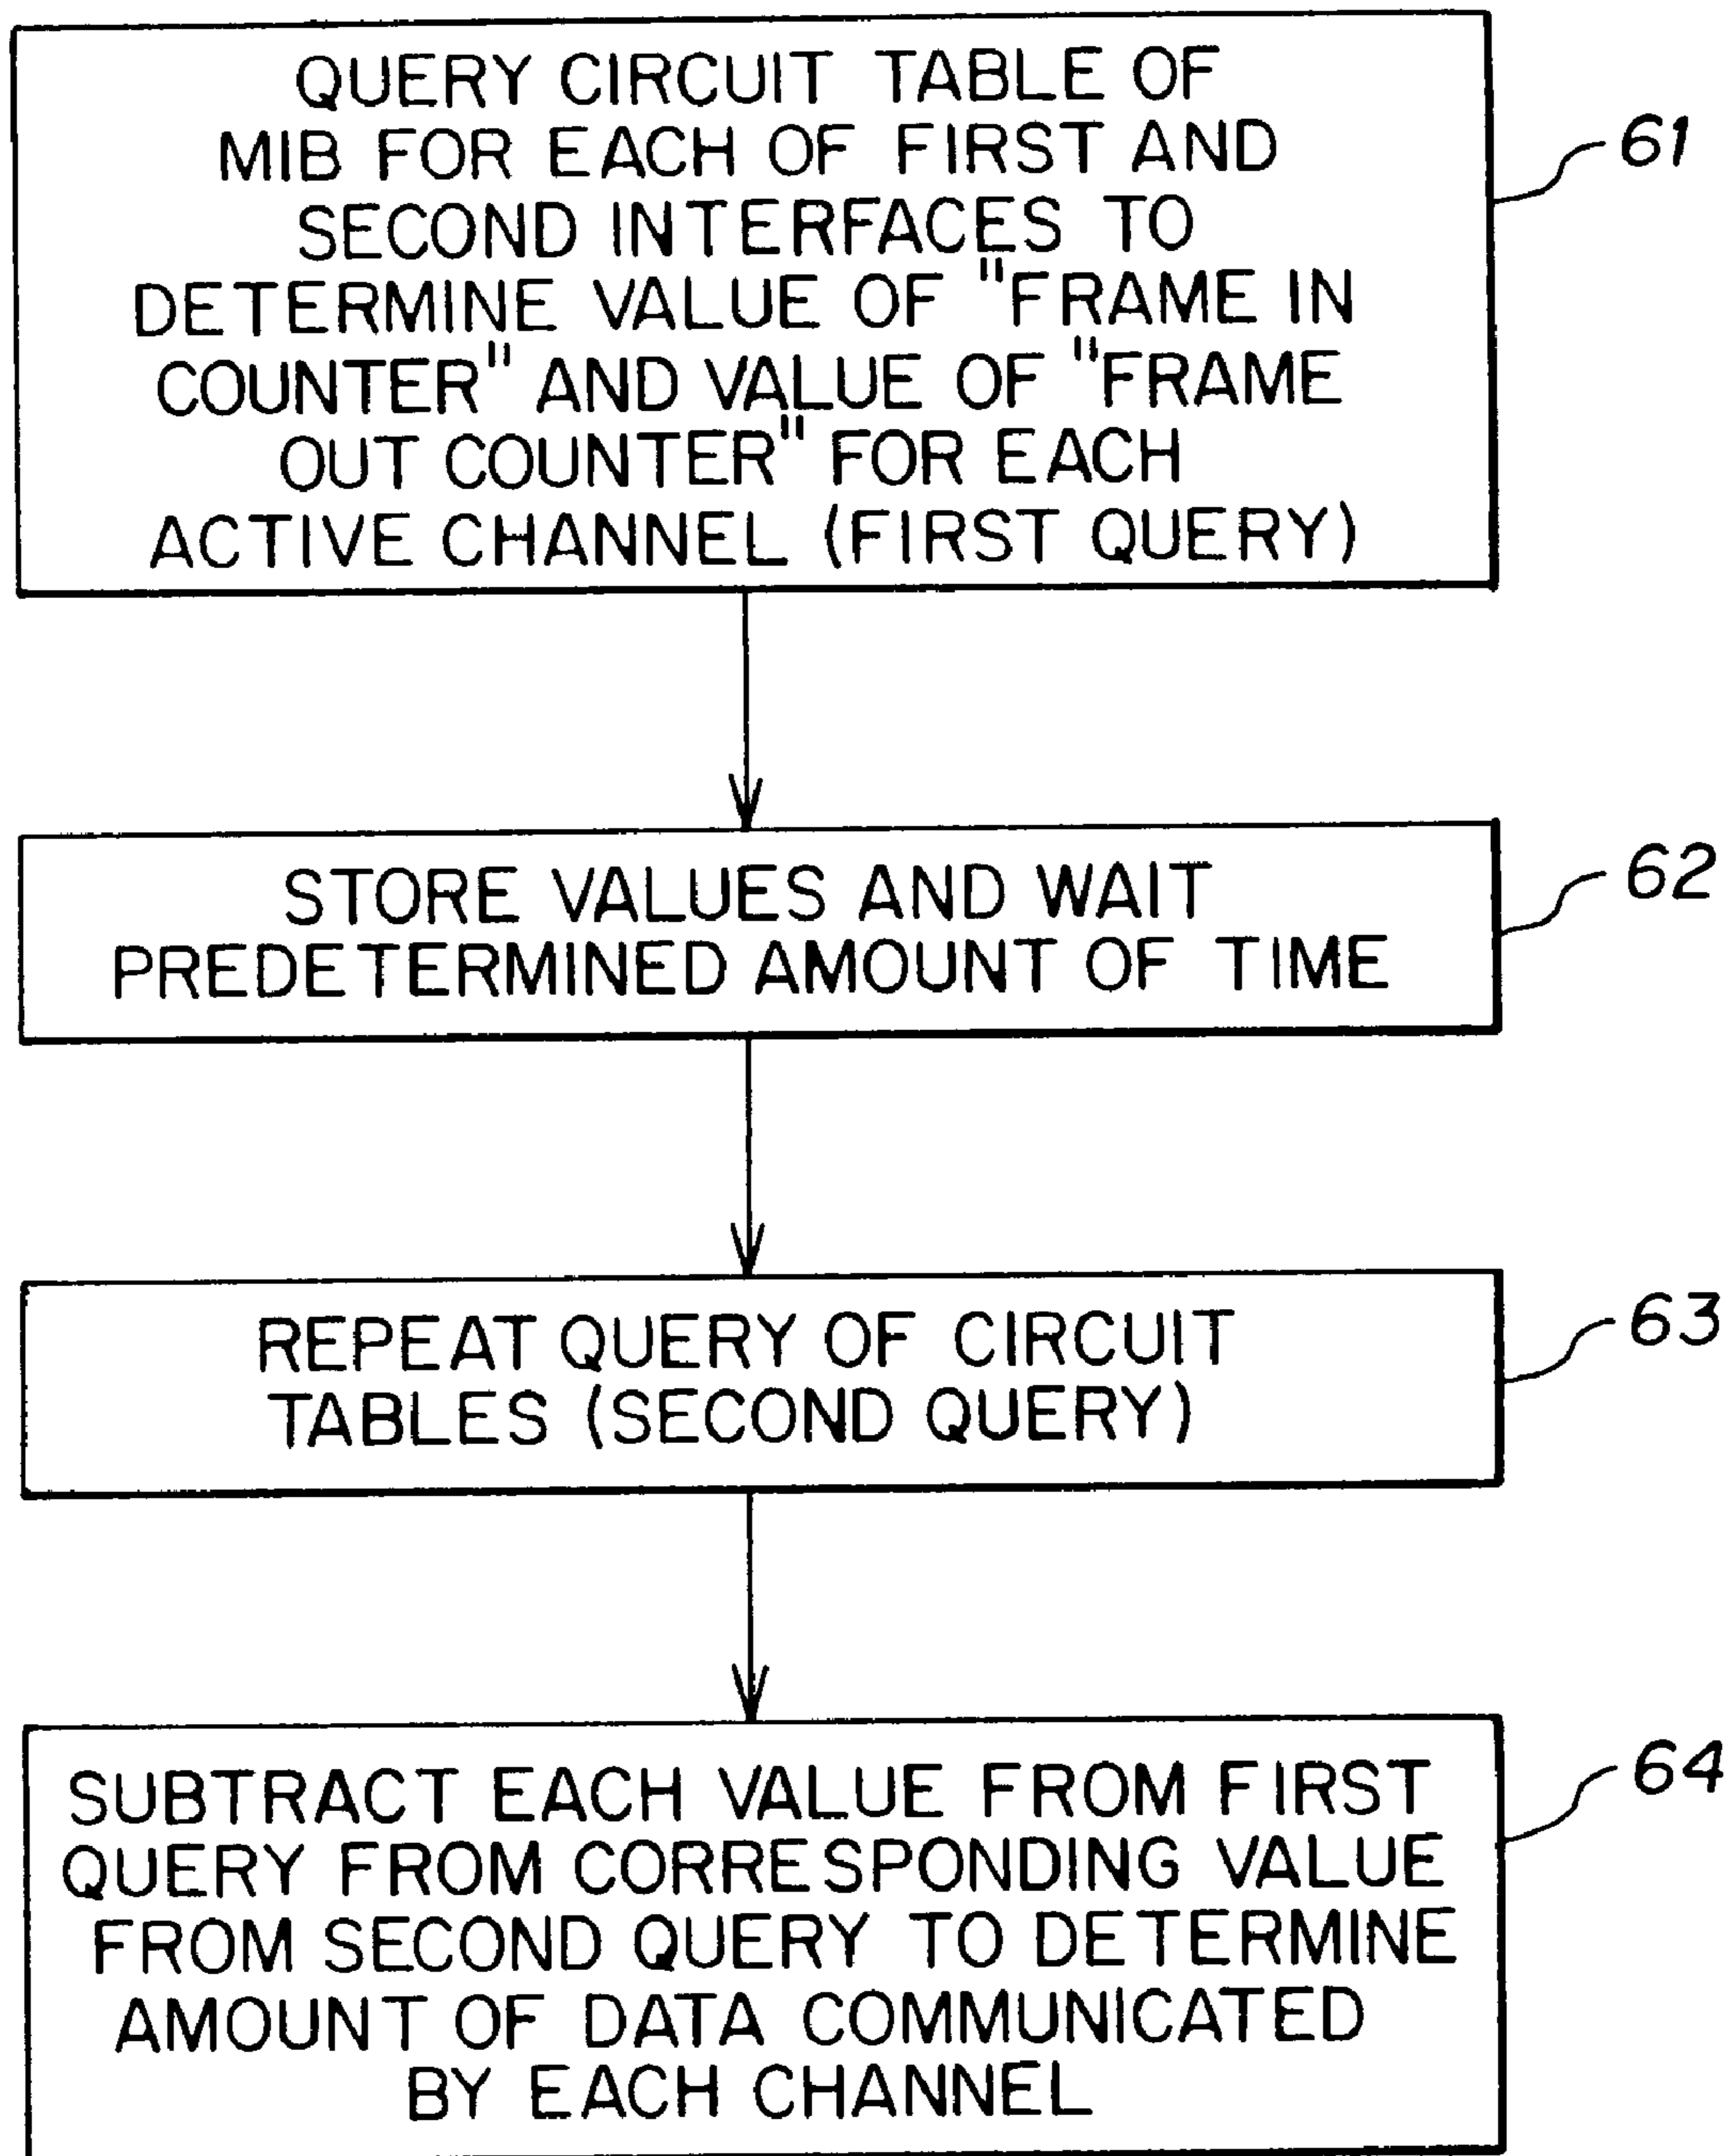 QUERY CIRCUIT TABLE OF
MIB FOR EACH OF FIRST AND
SECOND INTERFACES TO
DETERMINE VALUE OF "FRAME IN
COUNTER" AND VALUE OF "FRAME
OUT COUNTER" FOR EACH
ACTIVE CHANNEL (FIRST QUERY)
61
STORE VALUES AND WAIT
PREDETERMINED AMOUNT OF TIME
62
REPEAT QUERY OF CIRCUIT
TABLES (SECOND QUERY)
63
SUBTRACT EACH VALUE FROM FIRST
QUERY FROM CORRESPONDING VALUE
FROM SECOND QUERY TO DETERMINE
AMOUNT OF DATA COMMUNICATED
BY EACH CHANNEL
64